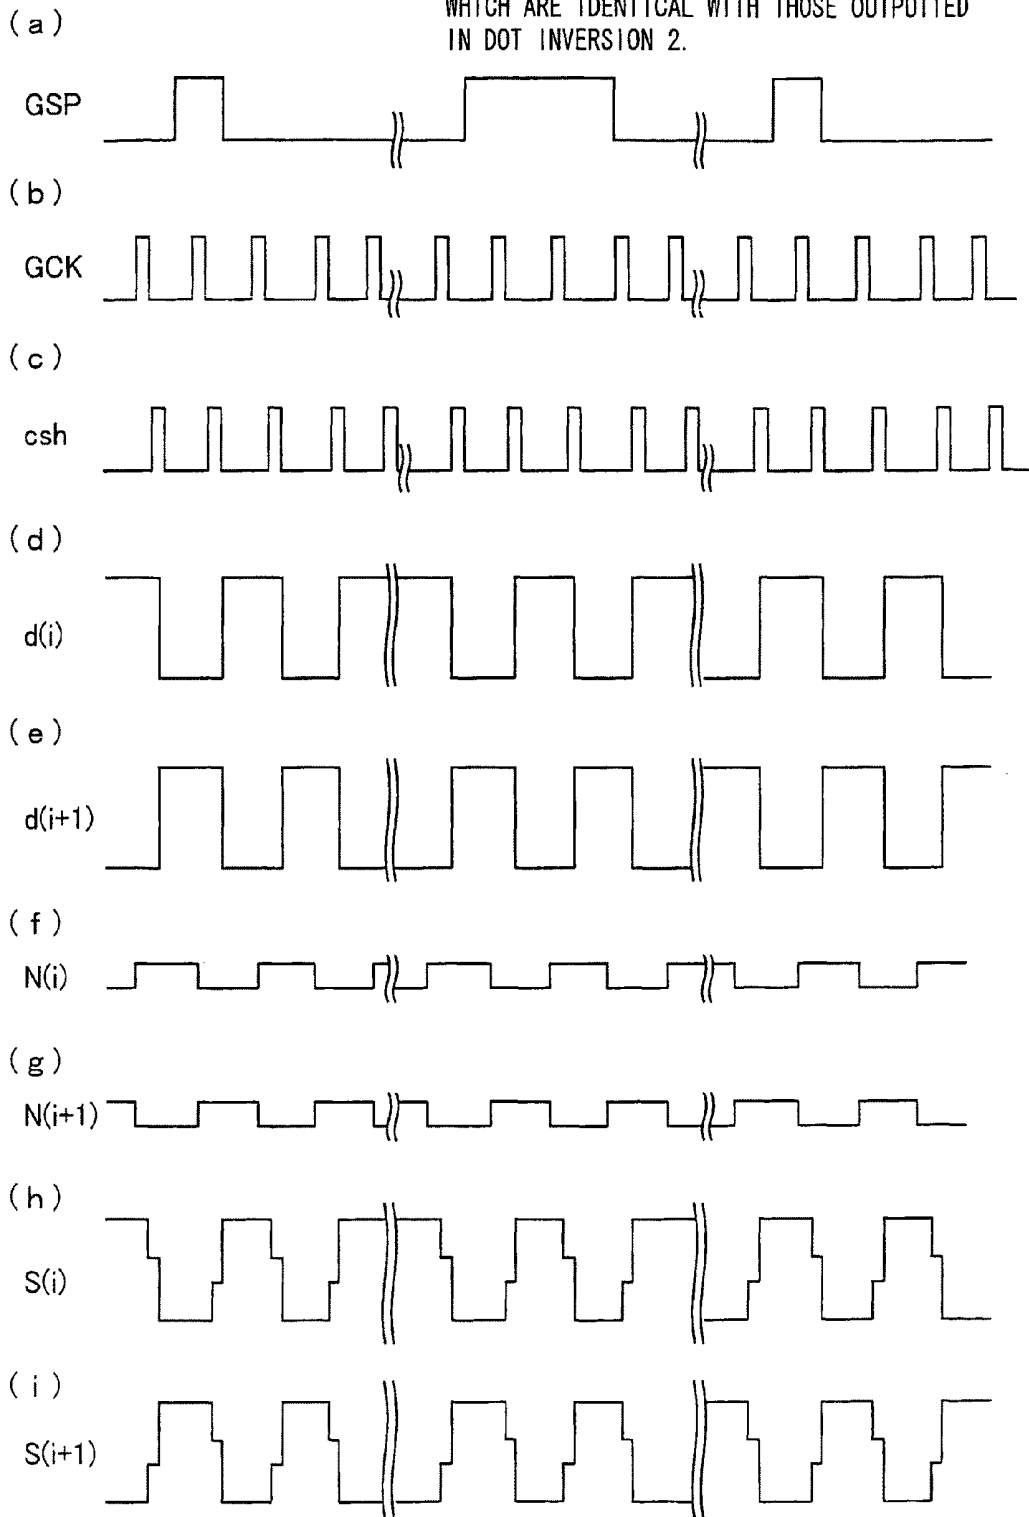 WHICH ARE IDENTICAL WITH THOSE OUTPUTTED
IN DOT INVERSION 2.
(a)
GSP
(b)
GCK
(c)
csh
(d)
d(i)
(e)
d(i+1)
(f)
N(i)
(g)
N(i+1)
(h)
S(i)
(i)
S(i+1)